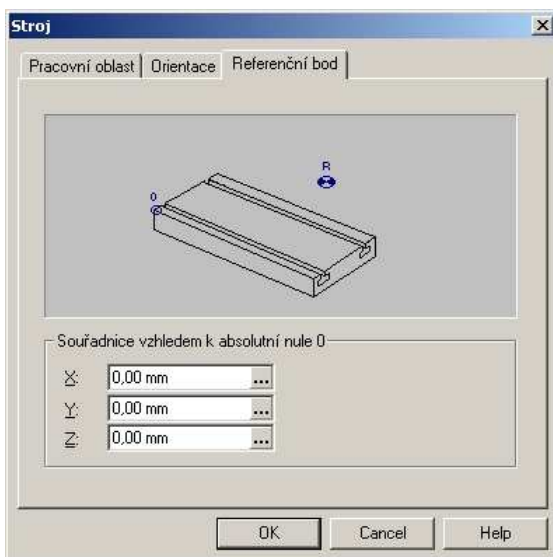 Stroj
Pracovní oblast Orientace Referenční bod
R
0
Souřadnice vzhledem k absolutní nule 0
X: 0,00 mm ...
Y: 0,00 mm ...
Z: 0,00 mm ...
OK Cancel Help